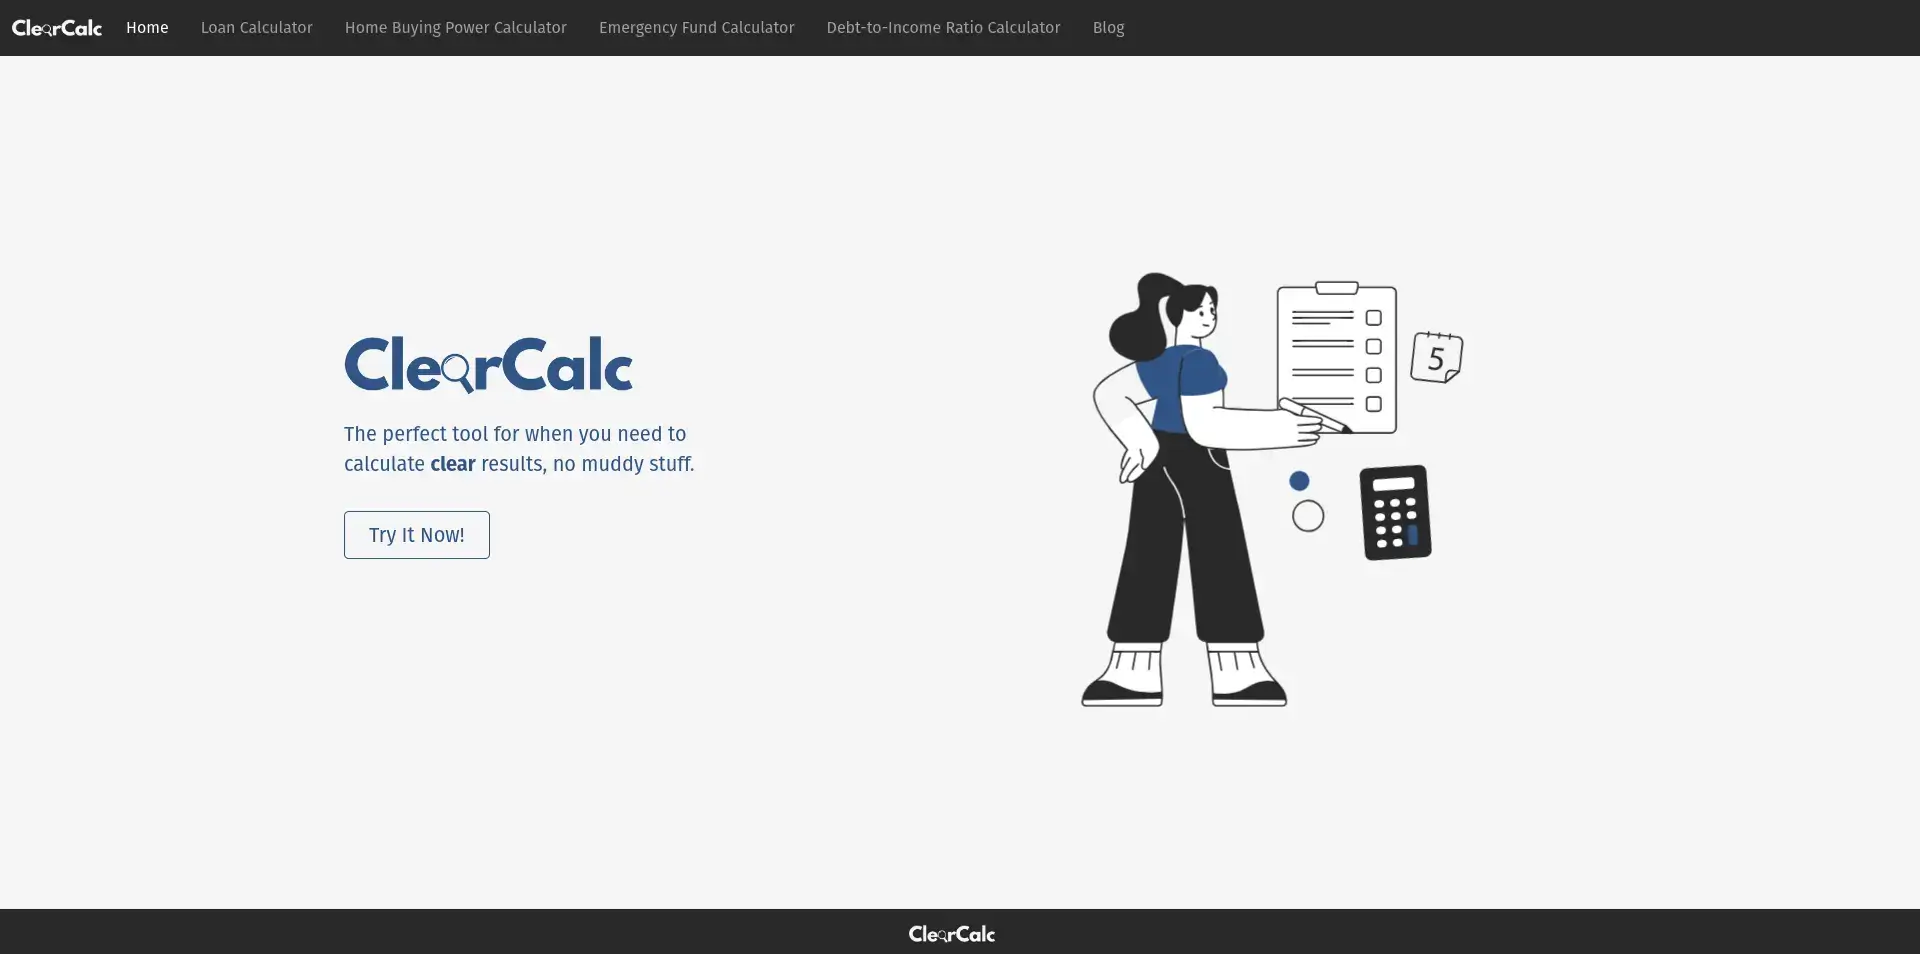 ClearCalc
Home
Loan Calculator
Home Buying Power Calculator
Emergency Fund Calculator
Debt-to-Income Ratio Calculator
Blog
ClearCalc
The perfect tool for when you need to
calculate clear results, no muddy stuff.
Try It Now!
5
ClearCalc